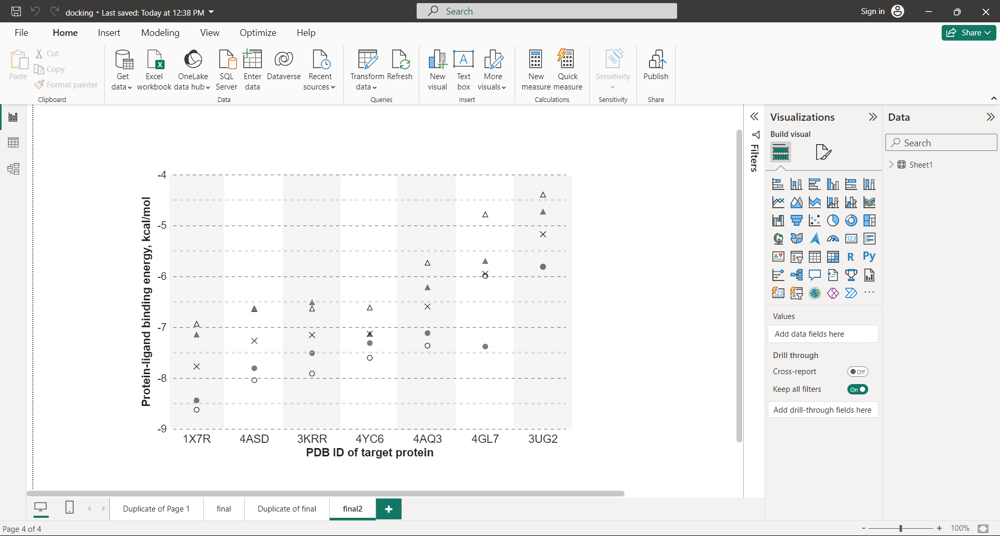 docking • Last saved: Today at 12:38 PM
Search
Sign in
File
Home
Insert
Modeling
View
Optimize
Help
Share
Paste
Cut
Copy
Format painter
Clipboard
Get data
Excel workbook
OneLake data hub
SQL Server
Enter data
Dataverse
Recent sources
Data
Transform data
Refresh
Queries
New visual
Text box
More visuals
Insert
New measure
Quick measure
Calculations
Sensitivity
Sensitivity
Publish
Share
Filters
Visualizations
Build visual
123
R
Py
123
Values
Add data fields here
Drill through
Cross-report
Off
Keep all filters
On
Add drill-through fields here
Data
Search
Sheet1
Protein-ligand binding energy, kcal/mol
-4
-5
-6
-7
-8
-9
1X7R 4ASD 3KRR 4YC6 4AQ3 4GL7 3UG2
PDB ID of target protein
Duplicate of Page 1
final
Duplicate of final
final2
+
Page 4 of 4
- + 100%